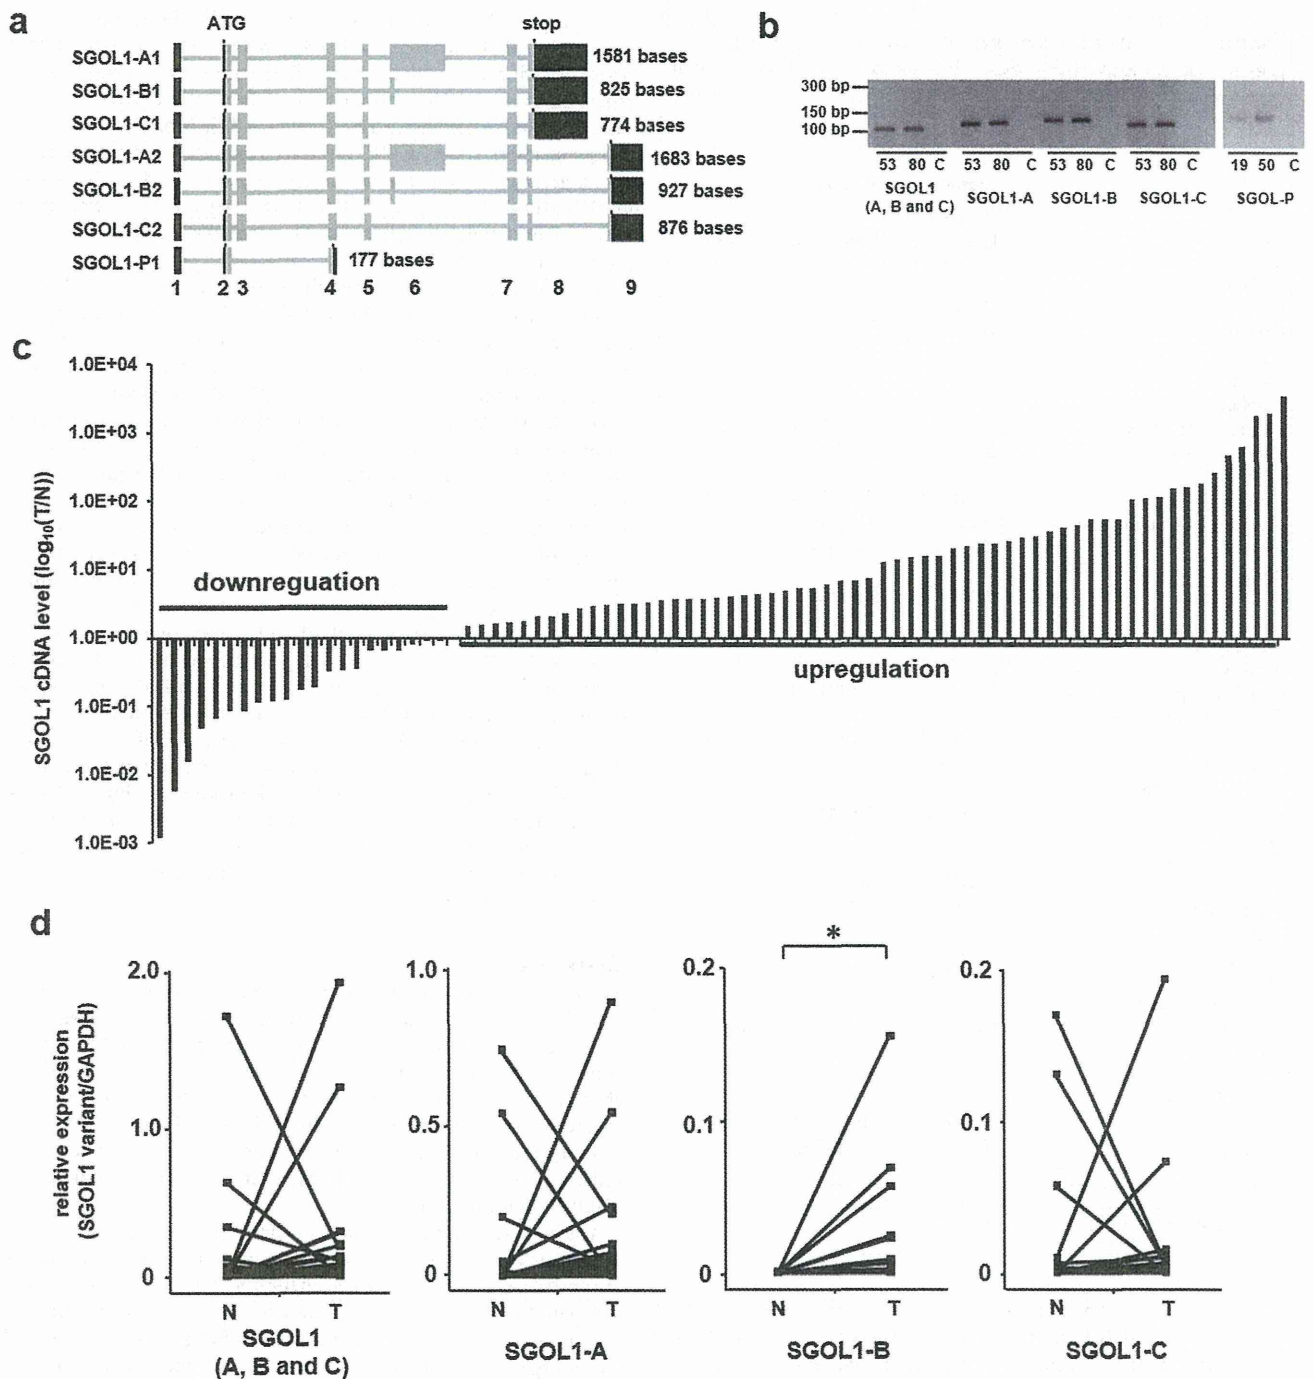 a
ATG
stop
SGOL1-A1
1581 bases
SGOL1-B1
825 bases
SGOL1-C1
774 bases
SGOL1-A2
1683 bases
SGOL1-B2
927 bases
SGOL1-C2
876 bases
SGOL1-P1
177 bases
1 2 3 4 5 6 7 8 9
b
300 bp
150 bp
100 bp
53 80 C 53 80 C 53 80 C 53 80 C 19 50 C
SGOL1
(A, B and C)
SGOL1-A
SGOL1-B
SGOL1-C
SGOL-P
c
SGOL1 cDNA level (log10(T/N))
1.0E+04
1.0E+03
1.0E+02
1.0E+01
1.0E+00
1.0E-01
1.0E-02
1.0E-03
downreguation
upregulation
d
relative expression
(SGOL1 variant/GAPDH)
2.0
1.0
0
N T
SGOL1
(A, B and C)
1.0
0.5
0
N T
SGOL1-A
*
0.2
0.1
0
N T
SGOL1-B
0.2
0.1
0
N T
SGOL1-C